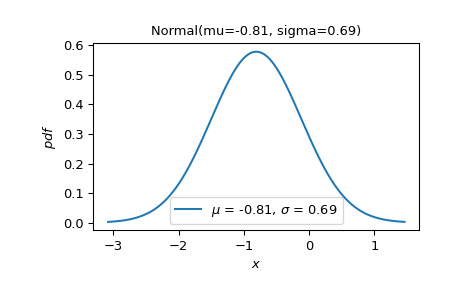 Normal(mu=-0.81, sigma=0.69)
0.6
0.5
0.4
0.3
0.2
0.1
0.0
pdf
μ = -0.81, σ = 0.69
−3 −2 −1 0 1
x